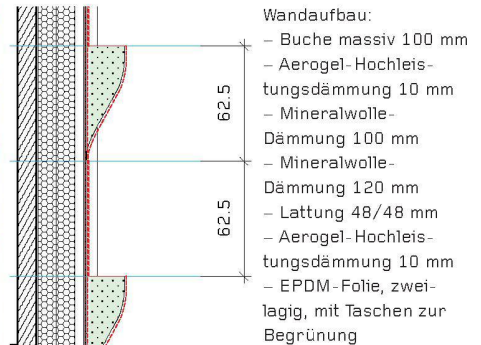 Wandaufbau:
– Buche massiv 100 mm
– Aerogel-Hochleis-
tungsdämmung 10 mm
– Mineralwolle-
Dämmung 100 mm
– Mineralwolle-
Dämmung 120 mm
– Lattung 48/48 mm
– Aerogel-Hochleis-
tungsdämmung 10 mm
– EPDM-Folie, zwei-
lagig, mit Taschen zur
Begrünung
62.5
62.5